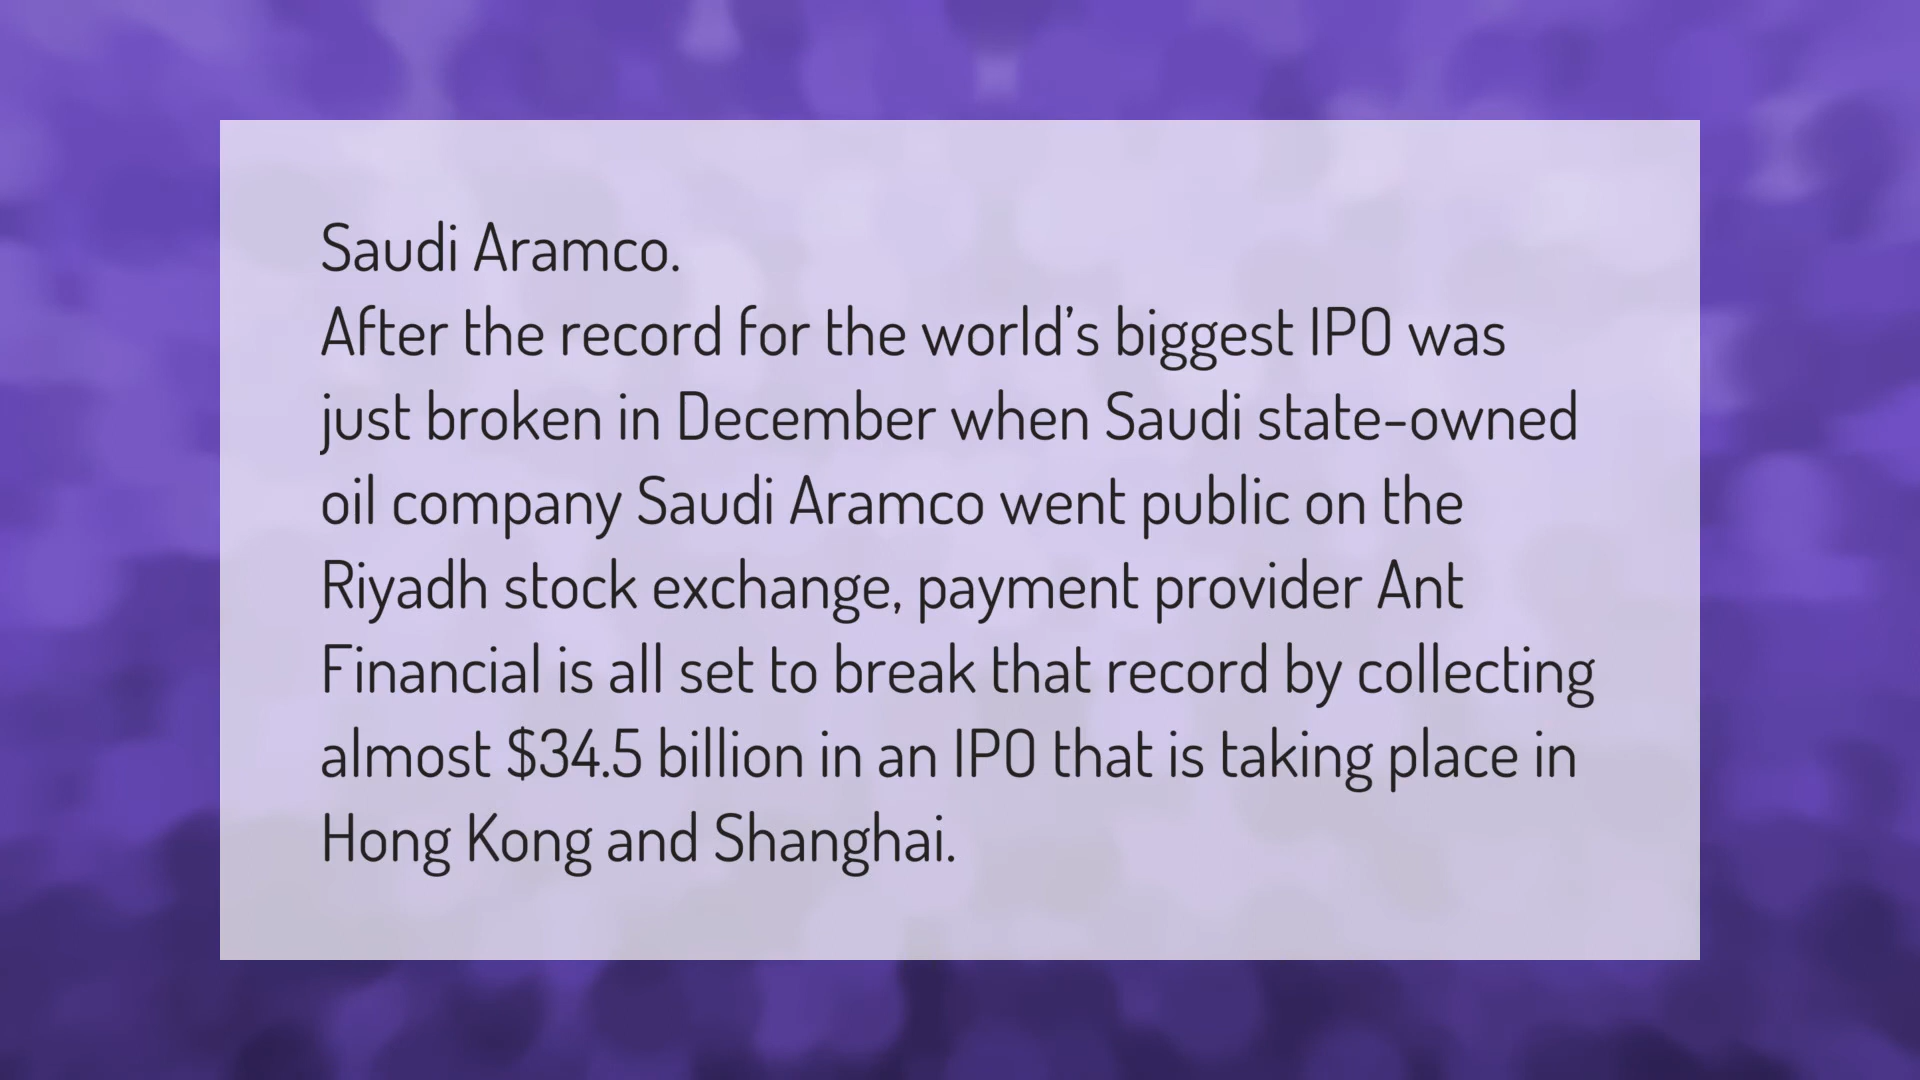 Saudi Aramco.
After the record for the world’s biggest IPO was
just broken in December when Saudi state-owned
oil company Saudi Aramco went public on the
Riyadh stock exchange, payment provider Ant
Financial is all set to break that record by collecting
almost $34.5 billion in an IPO that is taking place in
Hong Kong and Shanghai.